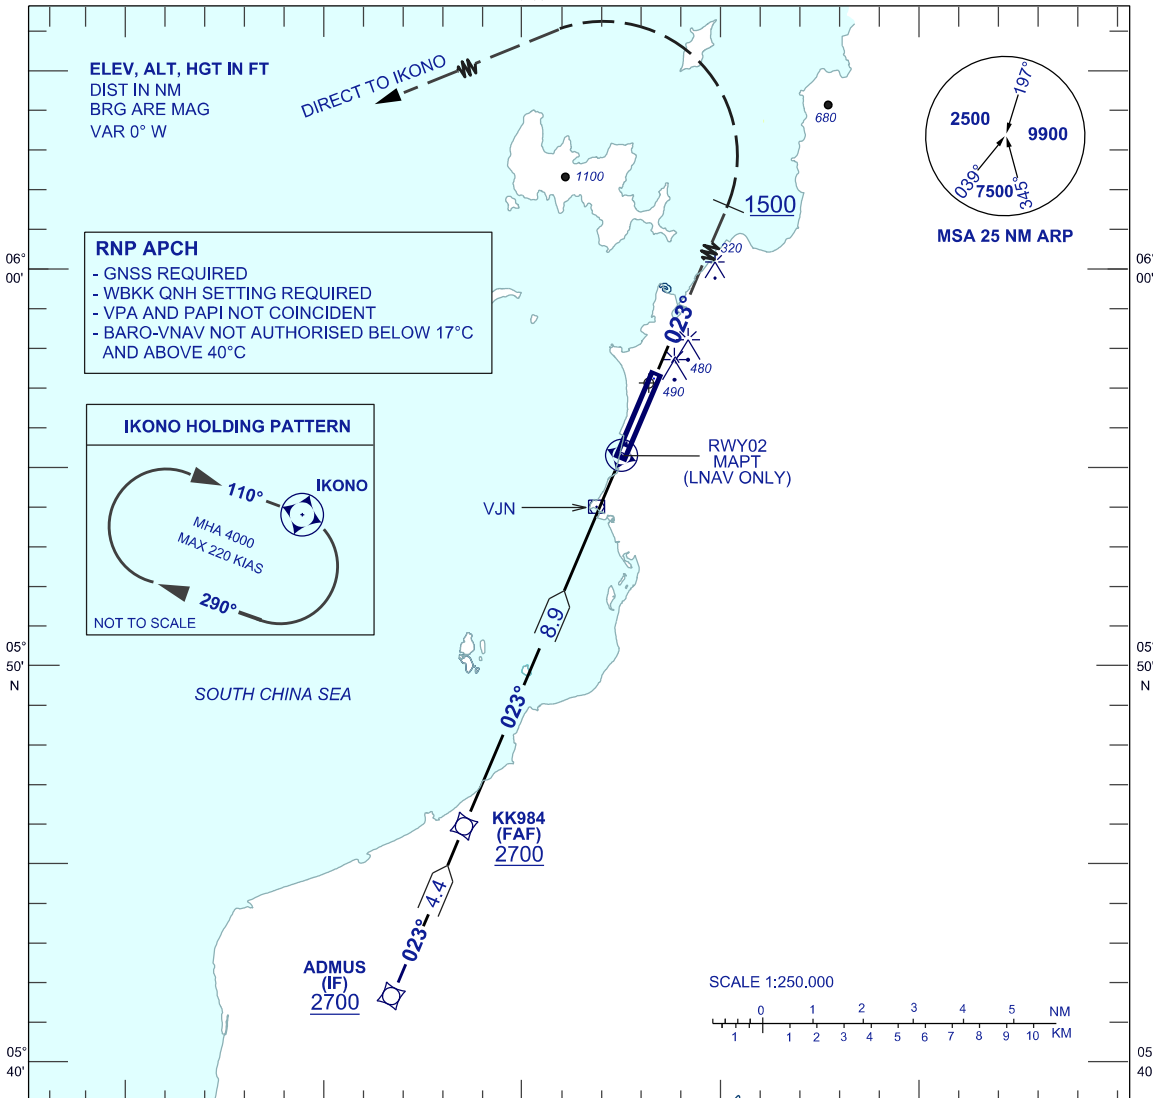 ELEV, ALT, HGT IN FT
DIST IN NM
BRG ARE MAG
VAR 0° W
DIRECT TO IKONO
680
1100
1500
320
197°
2500
9900
039°
7500
345°
MSA 25 NM ARP
RNP APCH
- GNSS REQUIRED
- WBKK QNH SETTING REQUIRED
- VPA AND PAPI NOT COINCIDENT
- BARO-VNAV NOT AUTHORISED BELOW 17°C
AND ABOVE 40°C
06°
00'
06°
00'
023°
480
490
IKONO HOLDING PATTERN
IKONO
110°
MHA 4000
MAX 220 KIAS
290°
NOT TO SCALE
RWY02
MAPT
(LNAV ONLY)
VJN
8.9
05°
50'
N
05°
50'
N
SOUTH CHINA SEA
023°
KK984
(FAF)
2700
4.4
023°
ADMUS
(IF)
2700
SCALE 1:250.000
0 1 2 3 4 5 NM
1 1 2 3 4 5 6 7 8 9 10 KM
05°
40'
05°
40'